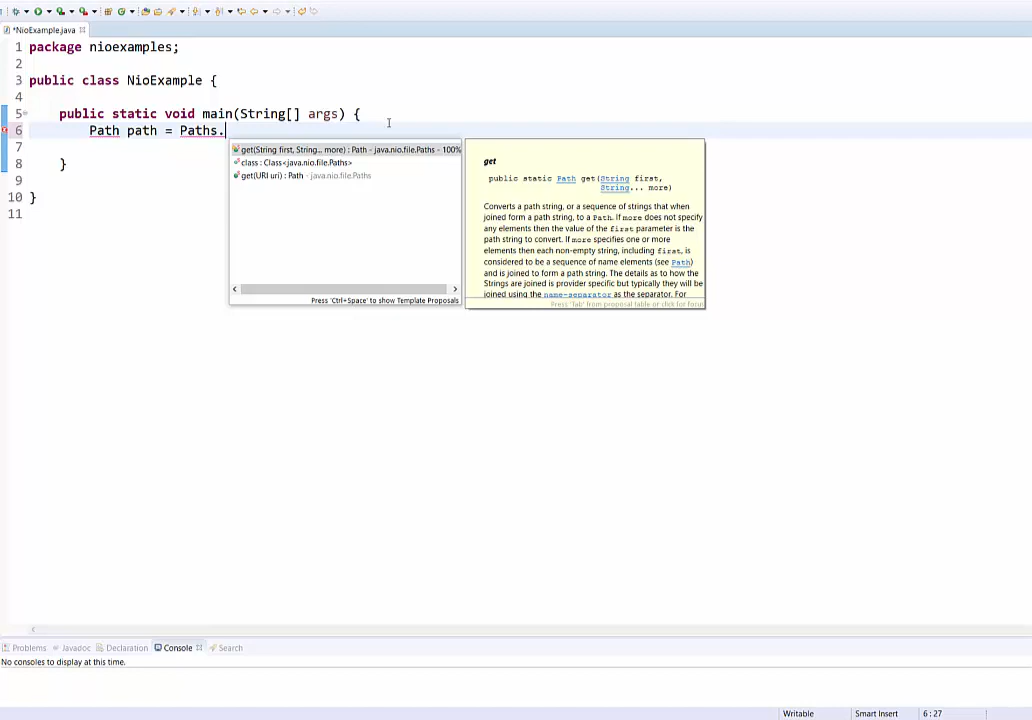 *NioExample.java
1 package nioexamples;
2
3 public class NioExample {
4
5 public static void main(String[] args) {
6 Path path = Paths.
7
8 }
9
10 }
11
get(String first, String... more) : Path - java.nio.file.Paths - 100%
class : Class<java.nio.file.Paths>
get(URI uri) : Path - java.nio.file.Paths
Press 'Ctrl+Space' to show Template Proposals
get
public static Path get(String first,
String... more)
Converts a path string, or a sequence of strings that when
joined form a path string, to a Path. If more does not specify
any elements then the value of the first parameter is the
path string to convert. If more specifies one or more
elements then each non-empty string, including first, is
considered to be a sequence of name elements (see Path)
and is joined to form a path string. The details as to how the
Strings are joined is provider specific but typically they will be
joined using the name-separator as the separator. For
Press 'Tab' from proposal table or click for focus
Problems Javadoc Declaration Console Search
No consoles to display at this time.
Writable Smart Insert 6 : 27